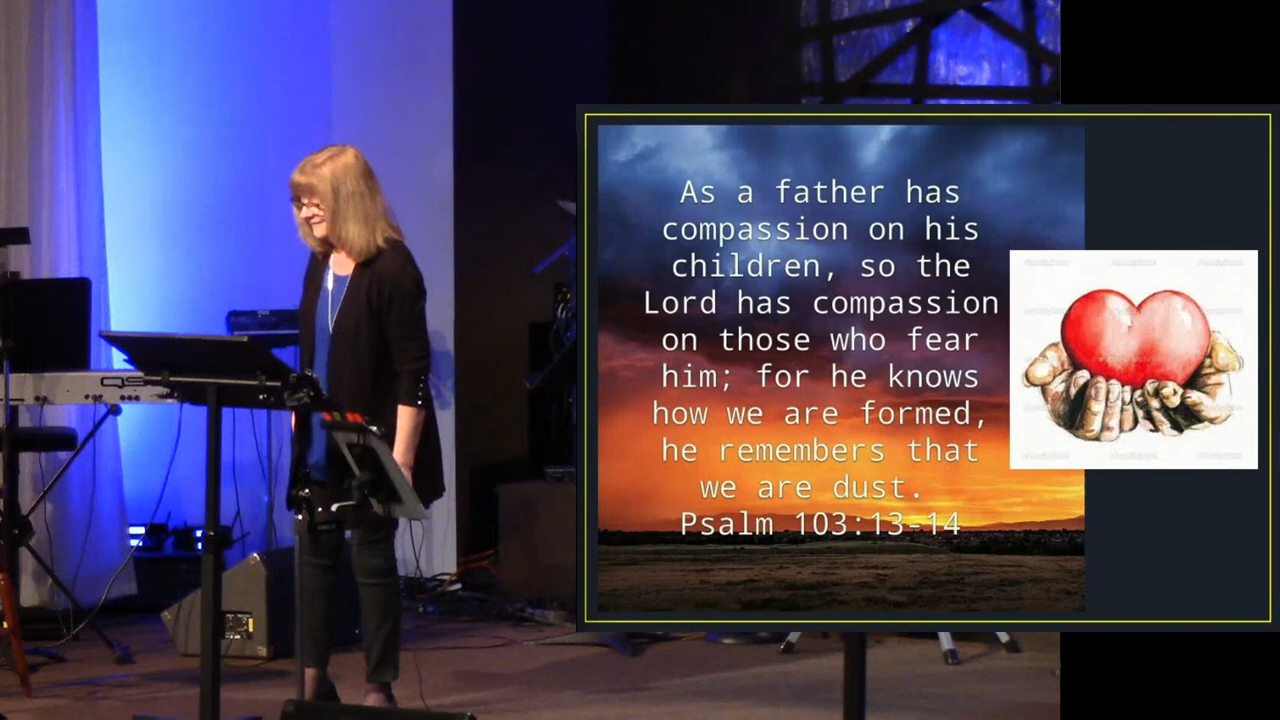 As a father has
compassion on his
children, so the
Lord has compassion
on those who fear
him; for he knows
how we are formed,
he remembers that
we are dust.
Psalm 103:13-14